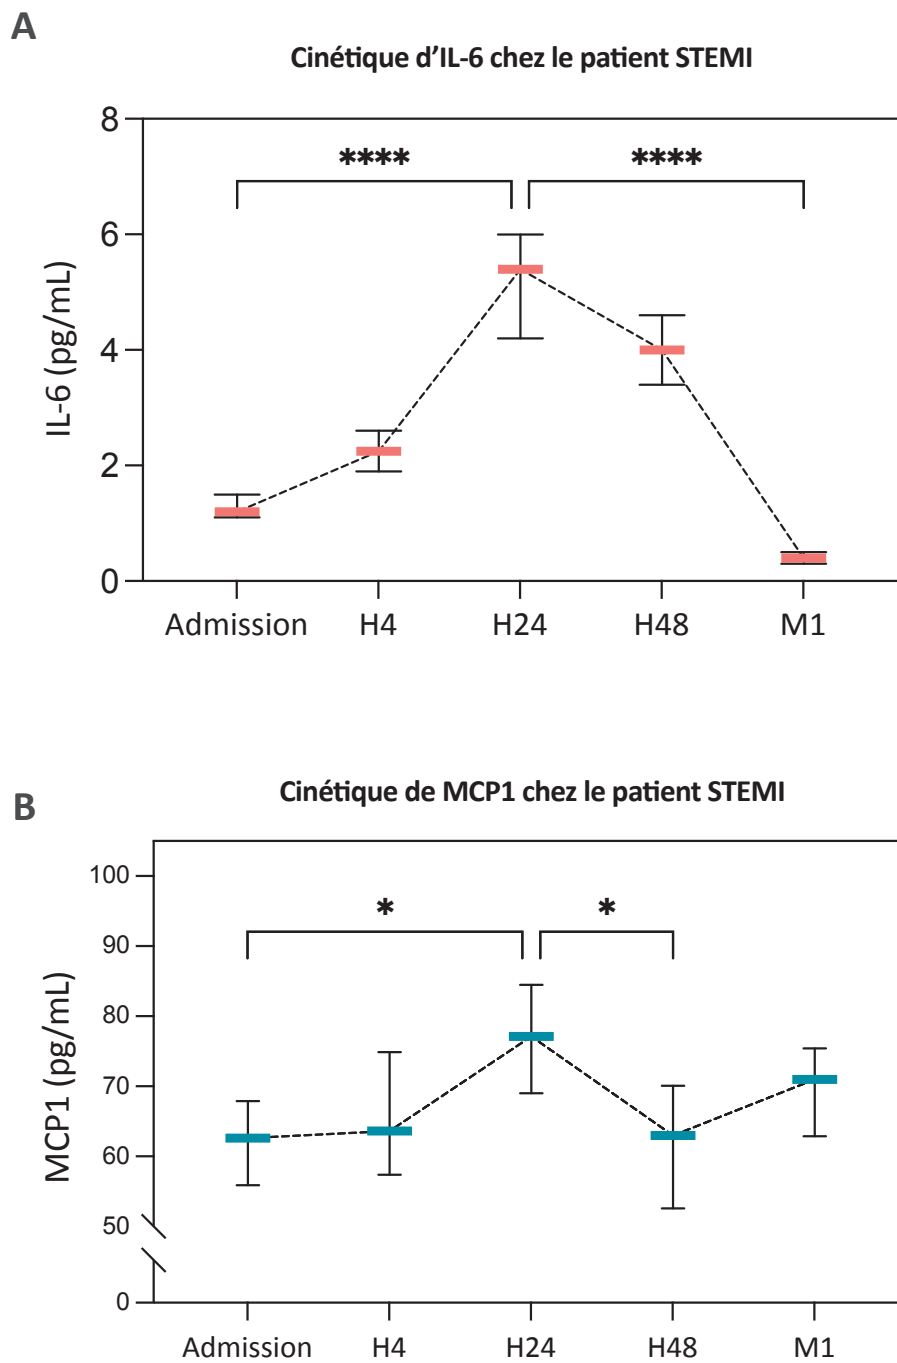 A
Cinétique d’IL-6 chez le patient STEMI
8
**** ****
6
4
2
0
IL-6 (pg/mL)
Admission H4 H24 H48 M1
B
Cinétique de MCP1 chez le patient STEMI
100
* *
90
80
70
60
50
0
MCP1 (pg/mL)
Admission H4 H24 H48 M1